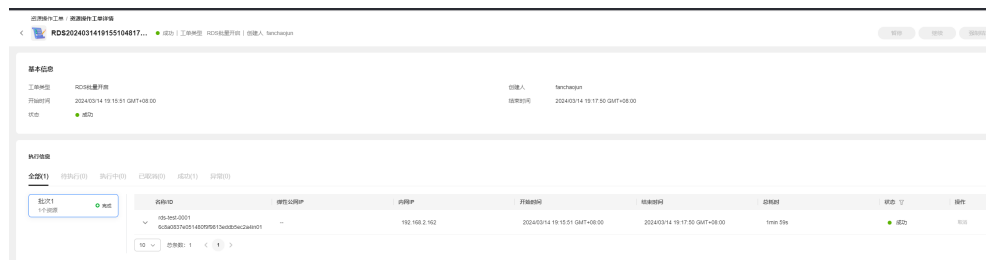 资源操作工单 / 资源操作工单详情
RDS2024031419155104817... 成功 | 工单类型 RDS批量开启 | 创建人 fanchaojun
基本信息
工单类型 RDS批量开启 创建人 fanchaojun
开始时间 2024/03/14 19:15:51 GMT+08:00 结束时间 2024/03/14 19:17:50 GMT+08:00
状态 成功
执行信息
全部(1) 待执行(0) 执行中(0) 已取消(0) 成功(1) 异常(0)
批次1 完成
1个资源
名称/ID 弹性公网IP 内网IP 开始时间 结束时间 总耗时 状态 操作
rds-test-0001
-- 192.168.2.162 2024/03/14 19:15:51 GMT+08:00 2024/03/14 19:17:50 GMT+08:00 1min 59s 成功
10 总条数: 1 1